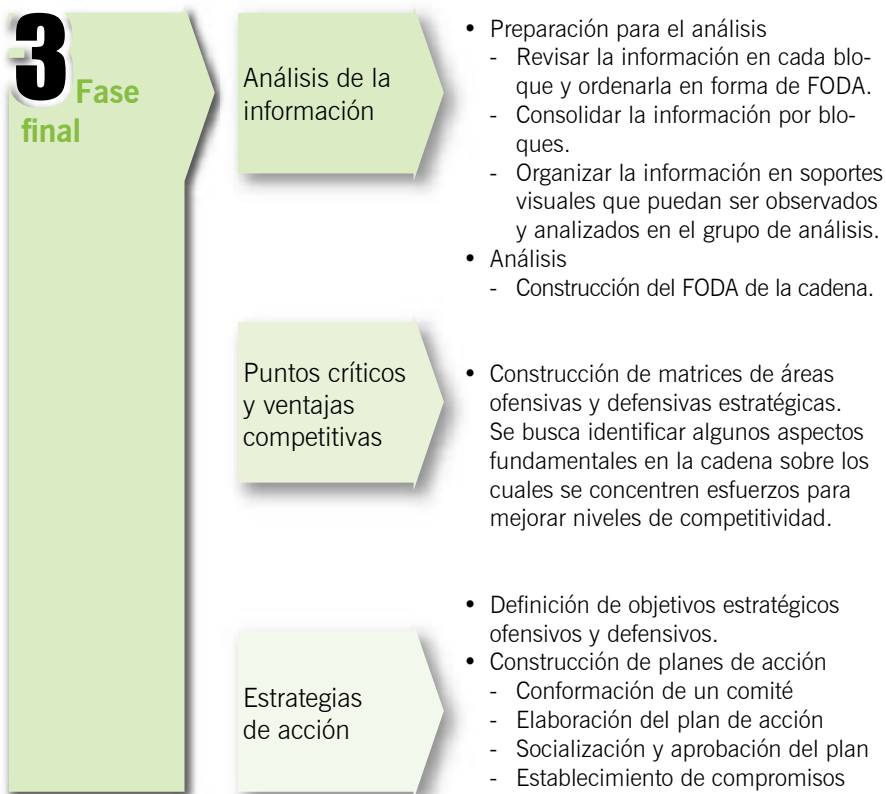 3 Fase
final
Análisis de la
información
• Preparación para el análisis
- Revisar la información en cada blo-
que y ordenarla en forma de FODA.
- Consolidar la información por blo-
ques.
- Organizar la información en soportes
visuales que puedan ser observados
y analizados en el grupo de análisis.
• Análisis
- Construcción del FODA de la cadena.
Puntos críticos
y ventajas
competitivas
• Construcción de matrices de áreas
ofensivas y defensivas estratégicas.
Se busca identificar algunos aspectos
fundamentales en la cadena sobre los
cuales se concentren esfuerzos para
mejorar niveles de competitividad.
Estrategias
de acción
• Definición de objetivos estratégicos
ofensivos y defensivos.
• Construcción de planes de acción
- Conformación de un comité
- Elaboración del plan de acción
- Socialización y aprobación del plan
- Establecimiento de compromisos